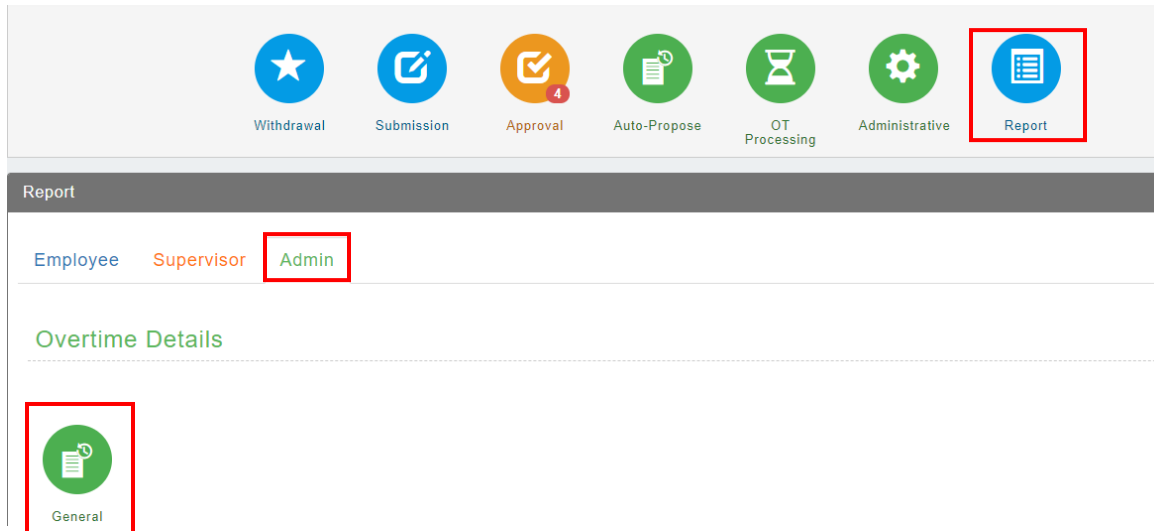 4
Withdrawal
Submission
Approval
Auto-Propose
OT
Processing
Administrative
Report
Report
Employee
Supervisor
Admin
Overtime Details
General